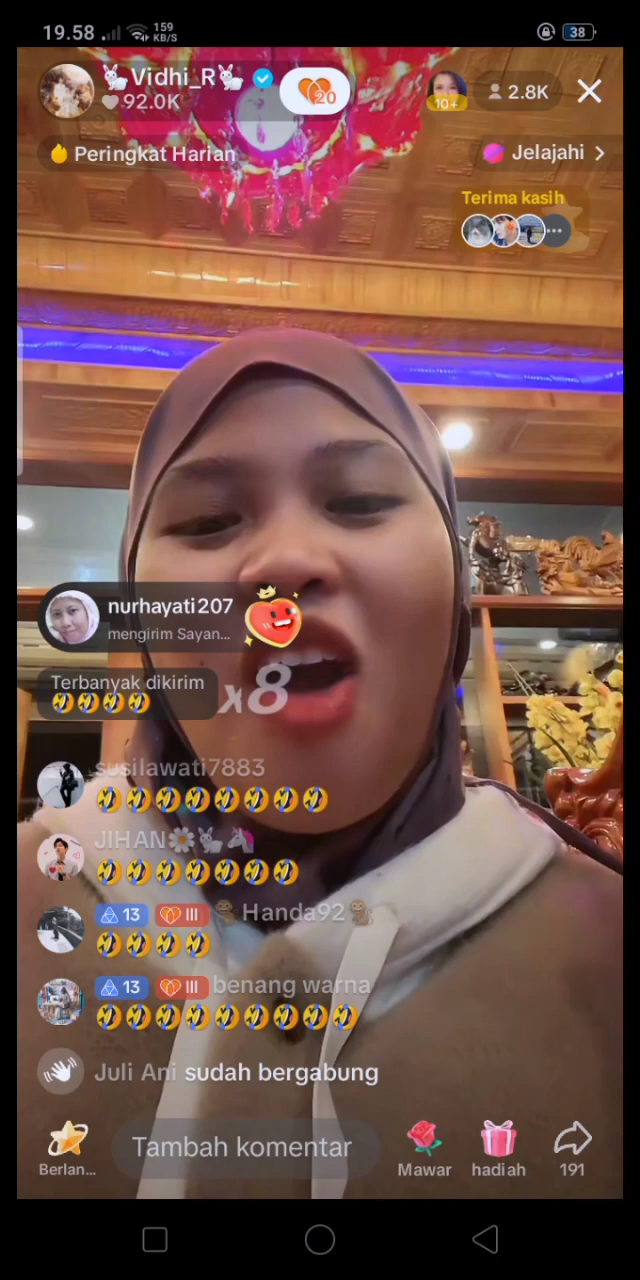 19.58
159
KB/S
38
🐇Vidhi_R🐇
20
92.0K
10+
2.8K
Peringkat Harian
Jelajahi
Terima kasih
nurhayati207
mengirim Sayan...
Terbanyak dikirim
🤣🤣🤣🤣
x8
susilawati7883
🤣🤣🤣🤣🤣🤣🤣🤣
JIHAN🌼🐇🦄
🤣🤣🤣🤣🤣🤣🤣
13 III 🐒Handa92🐒
🤣🤣🤣🤣
13 III benang warna
🤣🤣🤣🤣🤣🤣🤣🤣🤣
Juli Ani sudah bergabung
Tambah komentar
Berlan...
Mawar
hadiah
191